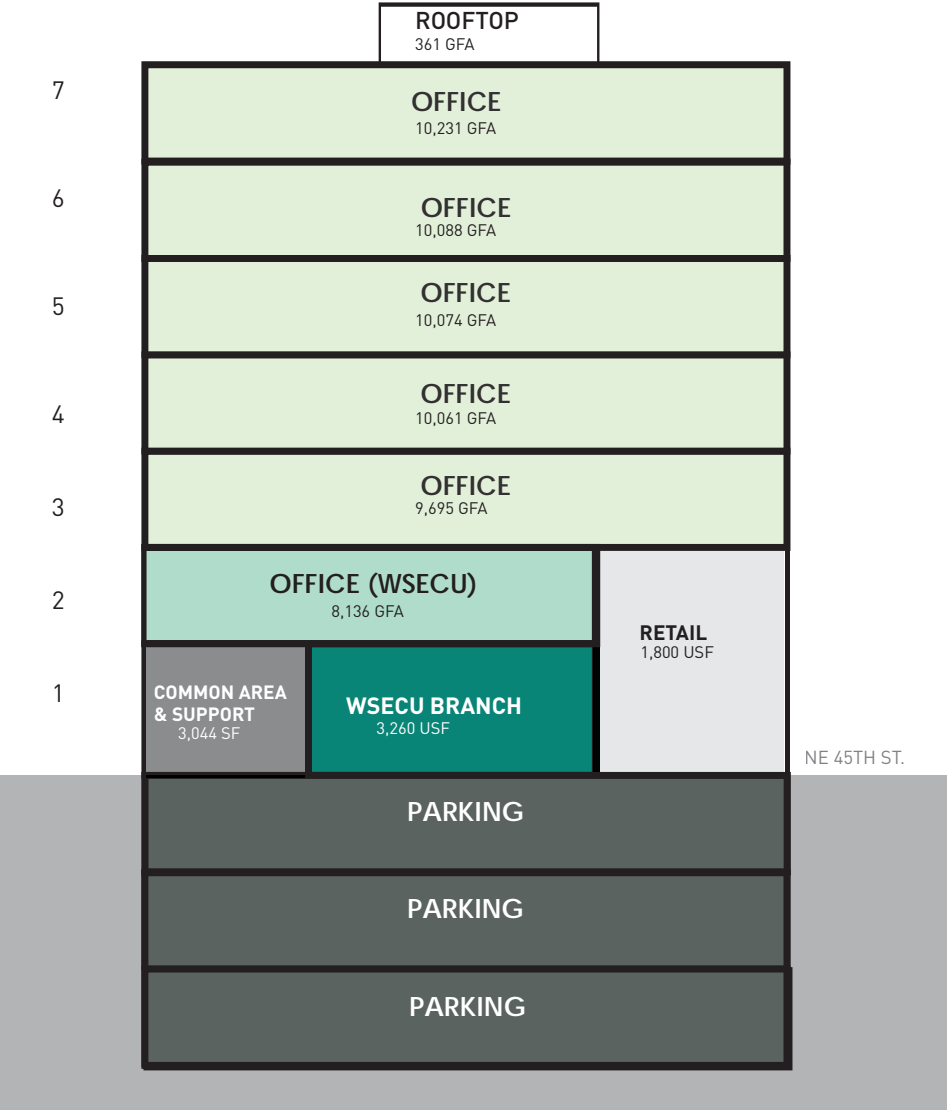 ROOFTOP
361 GFA
7
OFFICE
10,231 GFA
6
OFFICE
10,088 GFA
5
OFFICE
10,074 GFA
4
OFFICE
10,061 GFA
3
OFFICE
9,695 GFA
2
OFFICE (WSECU)
8,136 GFA
RETAIL
1,800 USF
1
COMMON AREA
& SUPPORT
3,044 SF
WSECU BRANCH
3,260 USF
NE 45TH ST.
PARKING
PARKING
PARKING